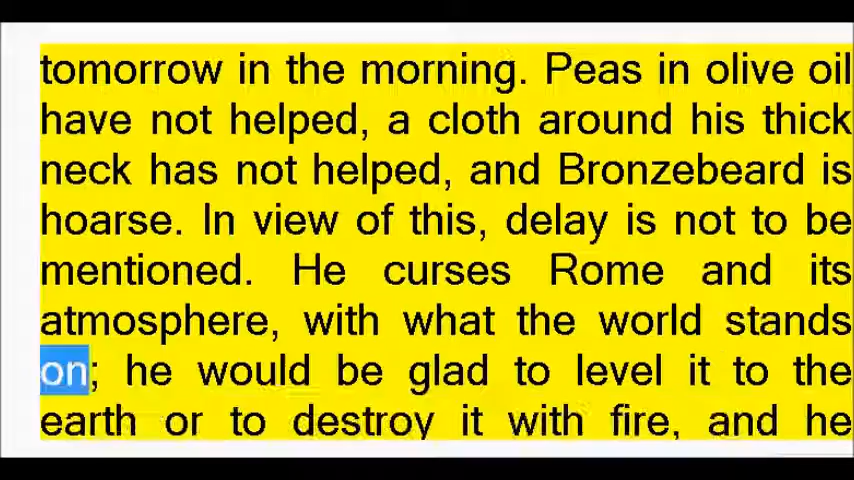 tomorrow in the morning. Peas in olive oil
have not helped, a cloth around his thick
neck has not helped, and Bronzebeard is
hoarse. In view of this, delay is not to be
mentioned. He curses Rome and its
atmosphere, with what the world stands
on; he would be glad to level it to the
earth or to destroy it with fire, and he